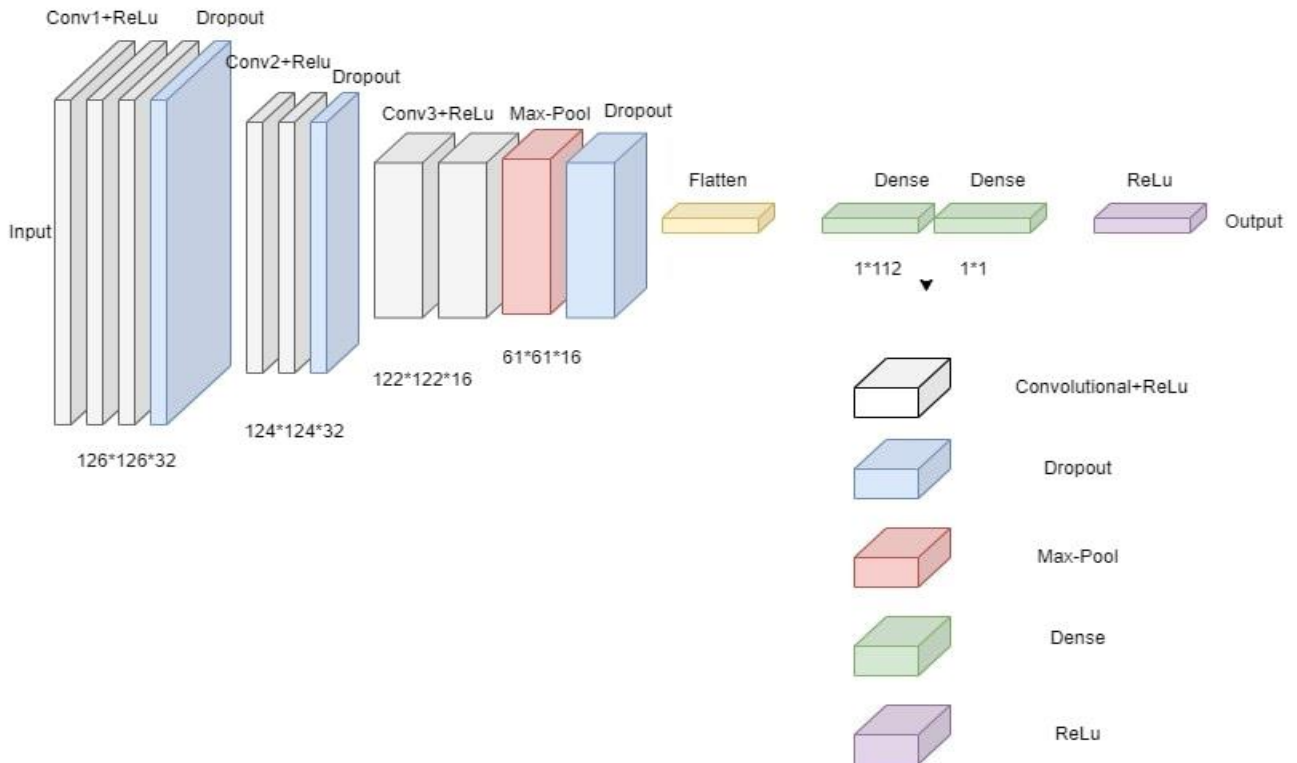 Conv1+ReLu
Dropout
Conv2+Relu
Dropout
Conv3+ReLu
Max-Pool
Dropout
Flatten
Dense
Dense
ReLu
Input
Output
1*112
1*1
61*61*16
122*122*16
124*124*32
126*126*32
Convolutional+ReLu
Dropout
Max-Pool
Dense
ReLu